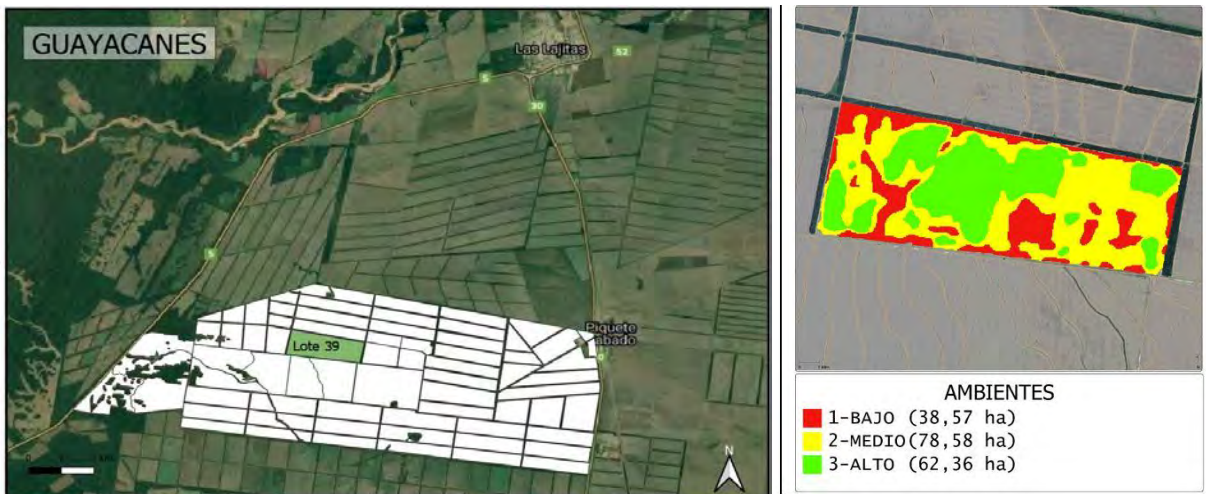 GUAYACANES
Las Lajitas
52
5
30
5
Piquete
abado
Lote 39
N
AMBIENTES
1-BAJO (38,57 ha)
2-MEDIO(78,58 ha)
3-ALTO (62,36 ha)